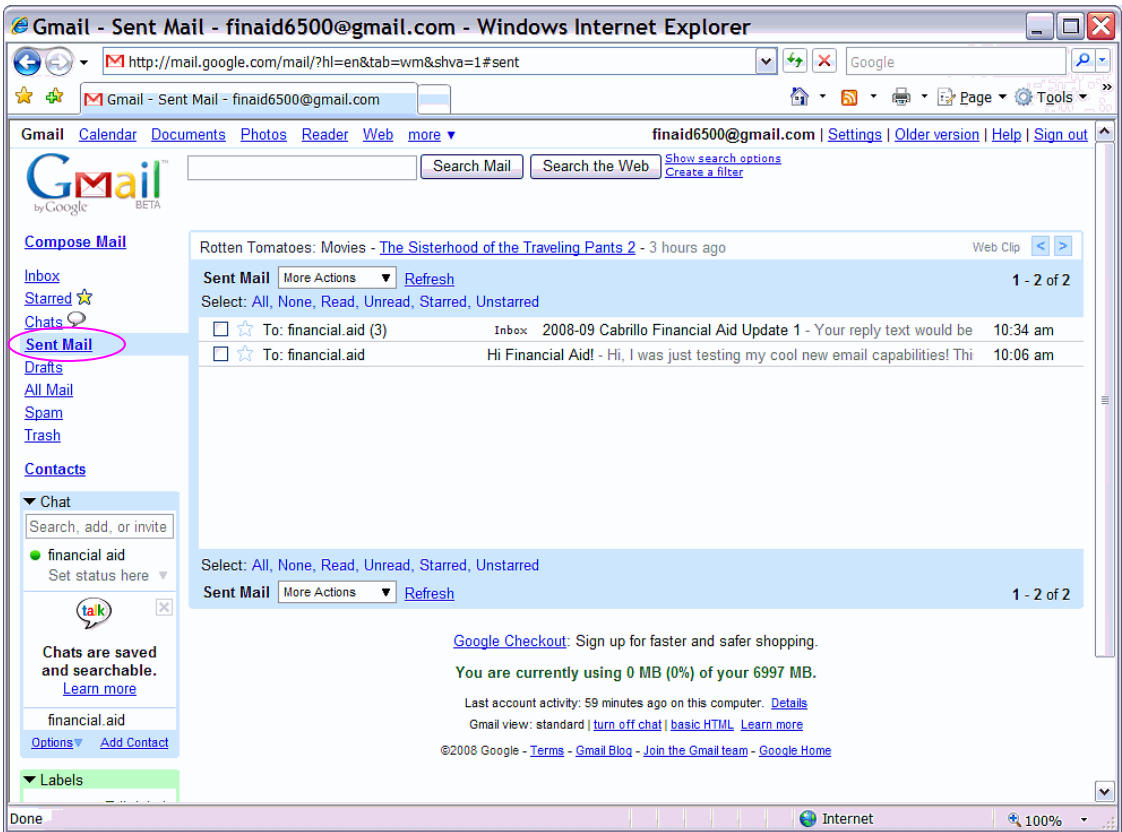 Gmail - Sent Mail - finaid6500@gmail.com - Windows Internet Explorer
http://mail.google.com/mail/?hl=en&tab=wm&shva=1#sent
Google
Gmail - Sent Mail - finaid6500@gmail.com
Page Tools
Gmail Calendar Documents Photos Reader Web more ▼ finaid6500@gmail.com | Settings | Older version | Help | Sign out
Gmail™ by Google BETA
Search Mail Search the Web Show search options
Create a filter
Compose Mail
Rotten Tomatoes: Movies - The Sisterhood of the Traveling Pants 2 - 3 hours ago Web Clip < >
Inbox
Starred
Chats
Sent Mail
Drafts
All Mail
Spam
Trash
Contacts
Sent Mail More Actions ▼ Refresh 1 - 2 of 2
Select: All, None, Read, Unread, Starred, Unstarred
To: financial.aid (3) Inbox 2008-09 Cabrillo Financial Aid Update 1 - Your reply text would be 10:34 am
To: financial.aid Hi Financial Aid! - Hi, I was just testing my cool new email capabilities! Thi 10:06 am
Select: All, None, Read, Unread, Starred, Unstarred
Sent Mail More Actions ▼ Refresh 1 - 2 of 2
▼ Chat
Search, add, or invite
financial aid
Set status here ▼
talk
Chats are saved
and searchable.
Learn more
financial.aid
Options▼ Add Contact
▼ Labels
Google Checkout: Sign up for faster and safer shopping.
You are currently using 0 MB (0%) of your 6997 MB.
Last account activity: 59 minutes ago on this computer. Details
Gmail view: standard | turn off chat | basic HTML Learn more
©2008 Google - Terms - Gmail Blog - Join the Gmail team - Google Home
Done Internet 100%